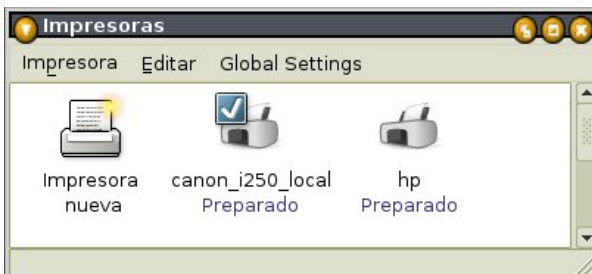 Impresoras
Impresora Editar Global Settings
Impresora nueva
canon_i250_local
Preparado
hp
Preparado